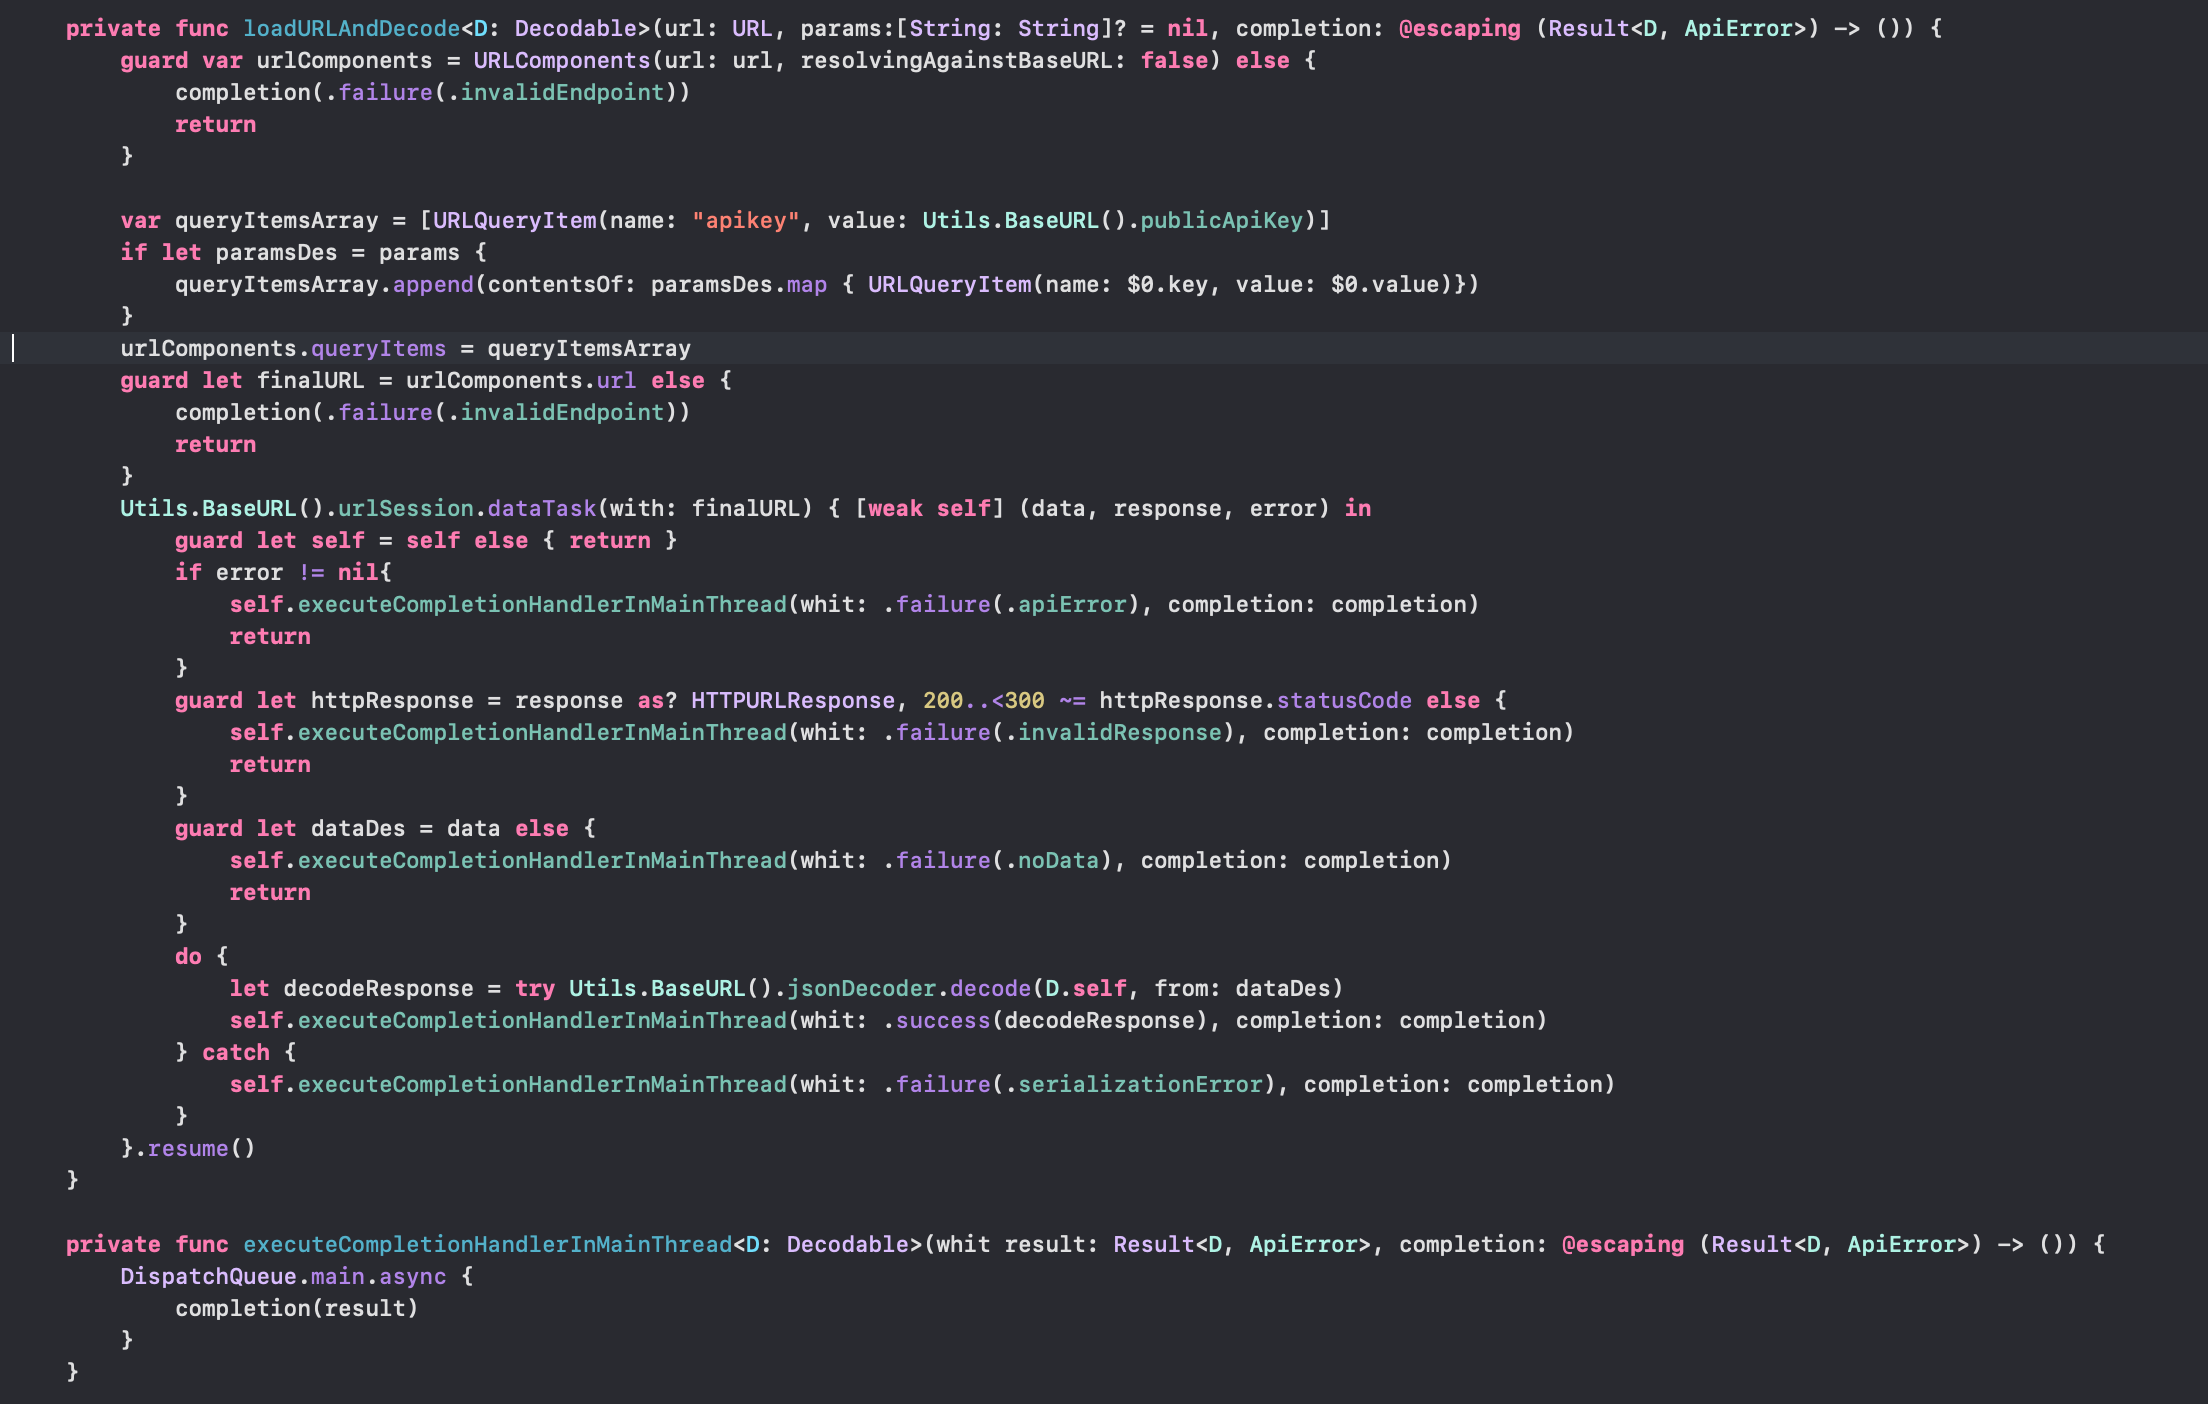 private func loadURLAndDecode<D: Decodable>(url: URL, params:[String: String]? = nil, completion: @escaping (Result<D, ApiError>) -> ()) {
    guard var urlComponents = URLComponents(url: url, resolvingAgainstBaseURL: false) else {
        completion(.failure(.invalidEndpoint))
        return
    }

    var queryItemsArray = [URLQueryItem(name: "apikey", value: Utils.BaseURL().publicApiKey)]
    if let paramsDes = params {
        queryItemsArray.append(contentsOf: paramsDes.map { URLQueryItem(name: $0.key, value: $0.value)})
    }
    urlComponents.queryItems = queryItemsArray
    guard let finalURL = urlComponents.url else {
        completion(.failure(.invalidEndpoint))
        return
    }
    Utils.BaseURL().urlSession.dataTask(with: finalURL) { [weak self] (data, response, error) in
        guard let self = self else { return }
        if error != nil{
            self.executeCompletionHandlerInMainThread(whit: .failure(.apiError), completion: completion)
            return
        }
        guard let httpResponse = response as? HTTPURLResponse, 200..<300 ~= httpResponse.statusCode else {
            self.executeCompletionHandlerInMainThread(whit: .failure(.invalidResponse), completion: completion)
            return
        }
        guard let dataDes = data else {
            self.executeCompletionHandlerInMainThread(whit: .failure(.noData), completion: completion)
            return
        }
        do {
            let decodeResponse = try Utils.BaseURL().jsonDecoder.decode(D.self, from: dataDes)
            self.executeCompletionHandlerInMainThread(whit: .success(decodeResponse), completion: completion)
        } catch {
            self.executeCompletionHandlerInMainThread(whit: .failure(.serializationError), completion: completion)
        }
    }.resume()
}

private func executeCompletionHandlerInMainThread<D: Decodable>(whit result: Result<D, ApiError>, completion: @escaping (Result<D, ApiError>) -> ()) {
    DispatchQueue.main.async {
        completion(result)
    }
}